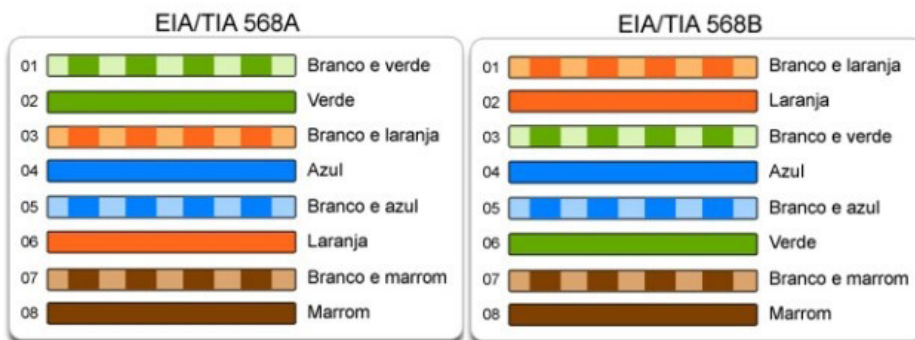 EIA/TIA 568A
01 Branco e verde
02 Verde
03 Branco e laranja
04 Azul
05 Branco e azul
06 Laranja
07 Branco e marrom
08 Marrom
EIA/TIA 568B
01 Branco e laranja
02 Laranja
03 Branco e verde
04 Azul
05 Branco e azul
06 Verde
07 Branco e marrom
08 Marrom